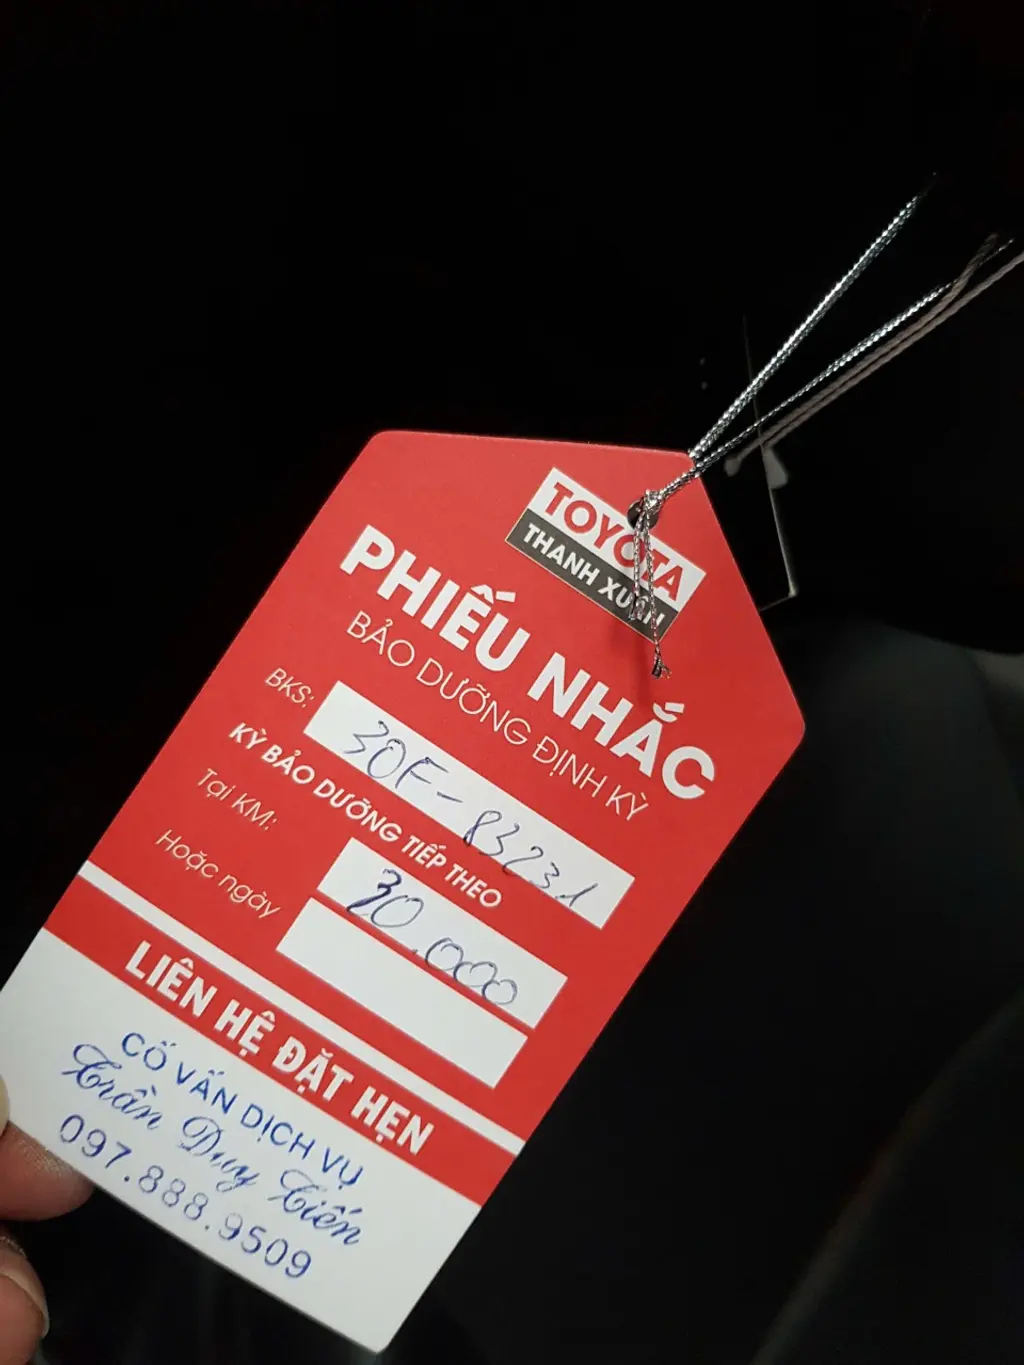 TOYOTA
THANH XUÂN
PHIẾU NHẮC
BẢO DƯỠNG ĐỊNH KỲ
BKS: 30F-83231
KỲ BẢO DƯỠNG TIẾP THEO
Tại KM: 30.000
Hoặc ngày
LIÊN HỆ ĐẶT HẸN
CỐ VẤN DỊCH VỤ
Trần Duy Tiến
097.888.9509